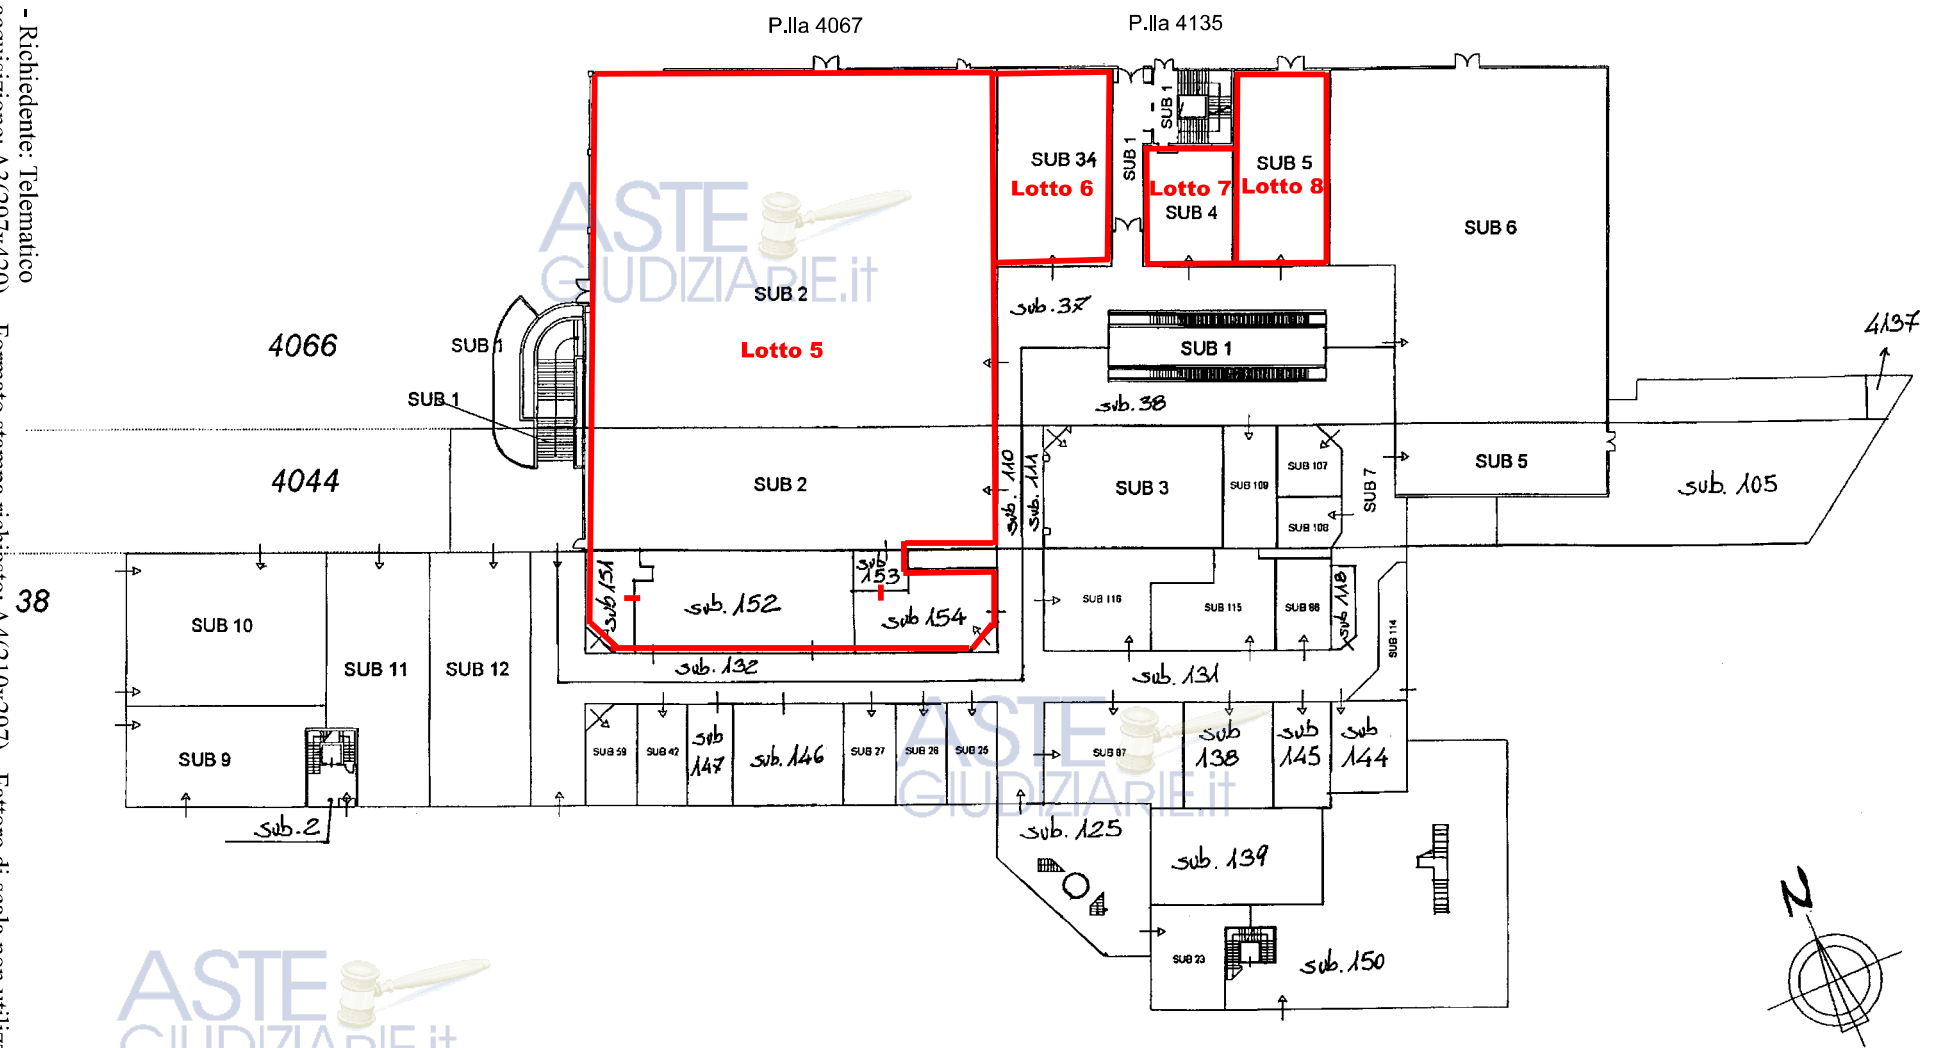 P.lla 4067
P.lla 4135
- Richiedente: Telematico
SUB 34
Lotto 6
SUB 1
SUB 1
SUB 5
Lotto 8
Lotto 7
SUB 4
SUB 6
ASTE
GIUDIZIARIE.it
SUB 2
Lotto 5
sub. 37
4066
SUB 1
SUB 1
SUB 1
sub. 38
4137
4044
SUB 2
sub. 110
sub. 111
SUB 3
SUB 109
SUB 107
SUB 108
SUB 7
SUB 5
sub. 105
38
SUB 10
SUB 11
SUB 12
sub 151
sub. 152
sub 153
sub 154
SUB 116
SUB 115
SUB 98
sub 118
SUB 114
sub. 132
sub. 131
SUB 9
sub. 2
SUB 59
SUB 42
sub 147
sub. 146
SUB 27
SUB 26
SUB 25
SUB 87
sub 138
sub 145
sub 144
ASTE
GIUDIZIARIE.it
sub. 125
sub. 139
SUB 23
sub. 150
N
ASTE
GIUDIZIARIE.it